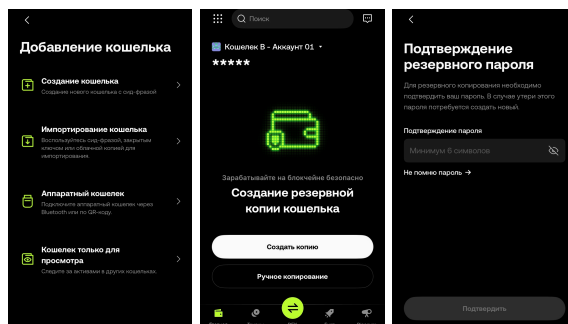 Добавление кошелька
Создание кошелька
Создание нового кошелька с сид-фразой
Импортирование кошелька
Воспользуйтесь сид-фразой, закрытым
ключом или облачной копией для
импортирования.
Аппаратный кошелек
Подключите аппаратный кошелек через
Bluetooth или по QR-коду.
Кошелек только для
просмотра
Следите за активами в других кошельках.
Поиск
Кошелек B - Аккаунт 01
*****
Зарабатывайте на блокчейне безопасно
Создание резервной
копии кошелька
Создать копию
Ручное копирование
Подтверждение
резервного пароля
Для резервного копирования необходимо
подтвердить ваш пароль. В случае утери этого
пароля потребуется создать новый.
Подтверждение пароля
Минимум 6 символов
Не помню пароль →
Подтвердить